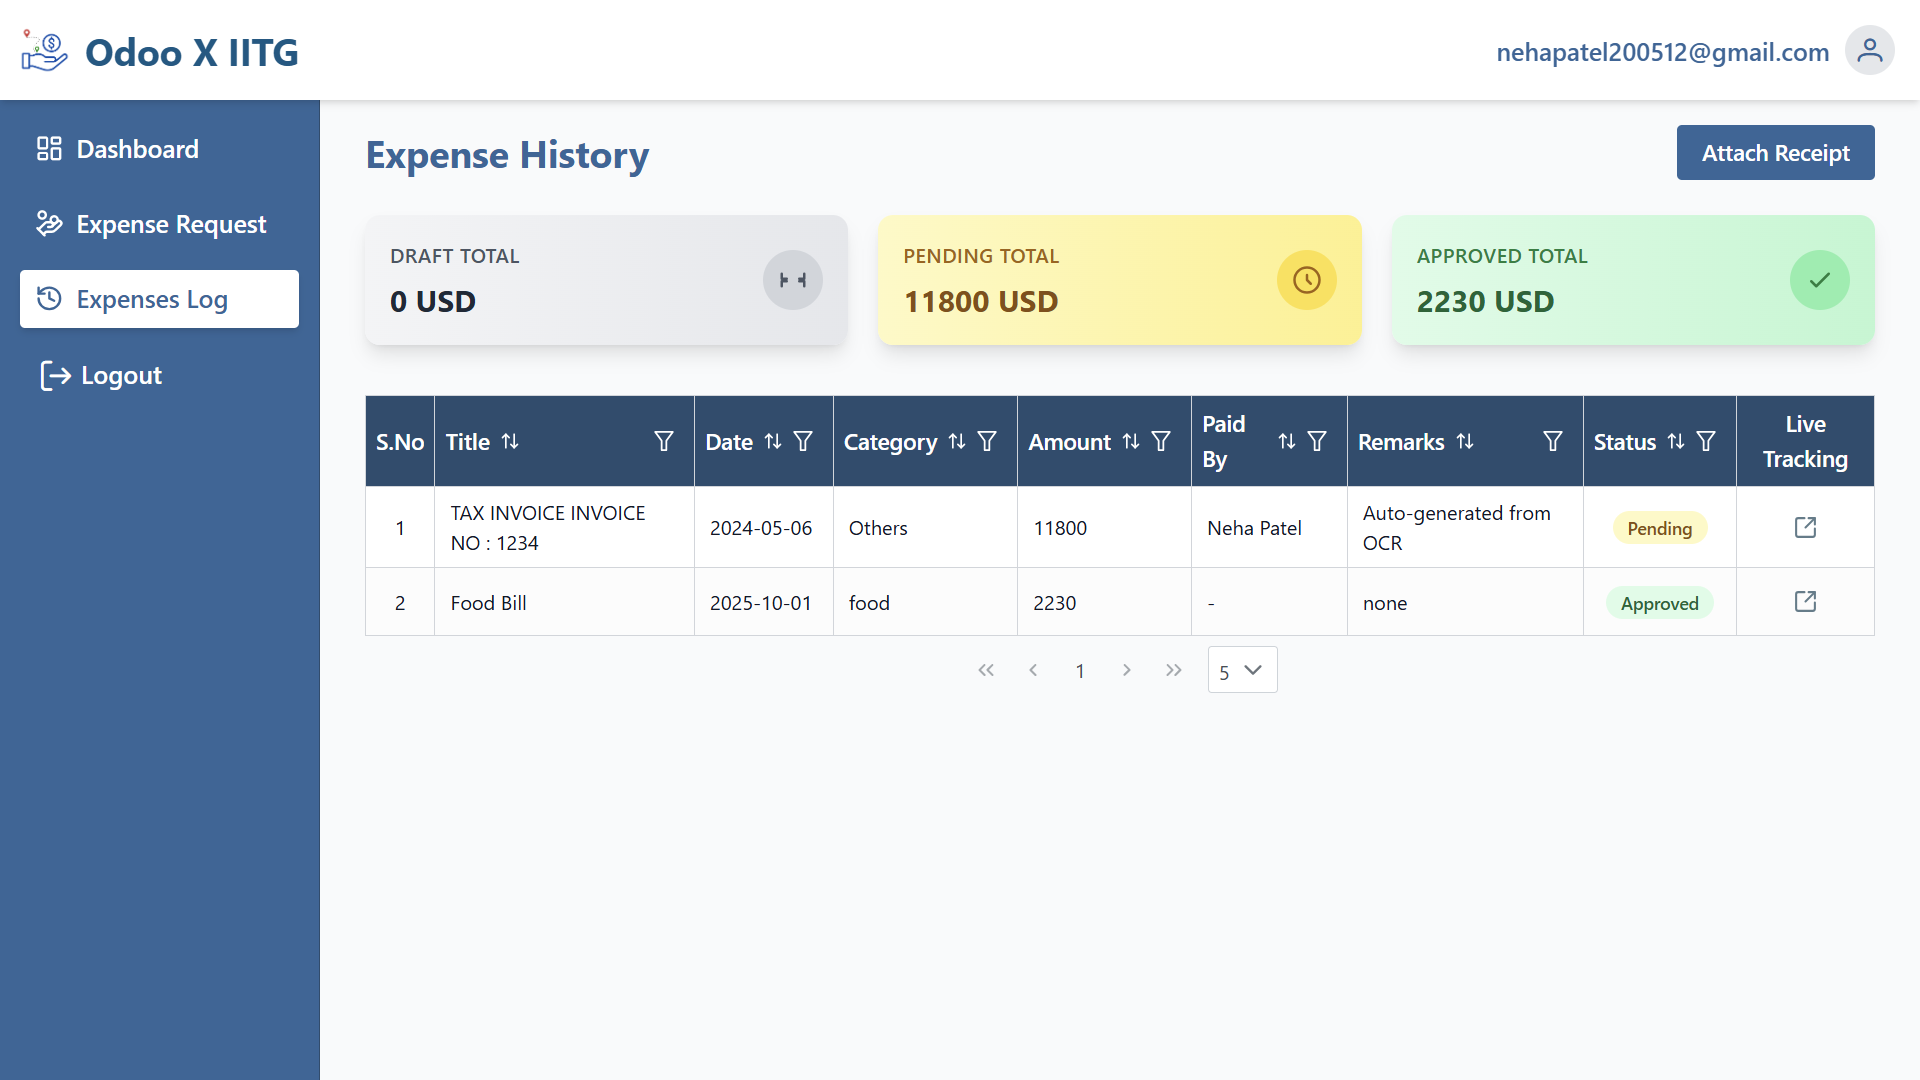 Odoo X IITG
nehapatel200512@gmail.com
Dashboard
Expense Request
Expenses Log
Logout
Expense History
Attach Receipt
DRAFT TOTAL
0 USD
PENDING TOTAL
11800 USD
APPROVED TOTAL
2230 USD
S.No Title Date Category Amount Paid By Remarks Status Live Tracking
1 TAX INVOICE INVOICE NO : 1234 2024-05-06 Others 11800 Neha Patel Auto-generated from OCR Pending
2 Food Bill 2025-10-01 food 2230 - none Approved
1 5